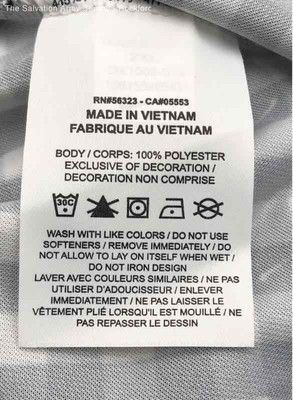 The Salvation Army
RN#56323 - CA#05553
MADE IN VIETNAM
FABRIQUE AU VIETNAM
BODY / CORPS: 100% POLYESTER
EXCLUSIVE OF DECORATION /
DECORATION NON COMPRISE
30C
WASH WITH LIKE COLORS / DO NOT USE
SOFTENERS / REMOVE IMMEDIATELY / DO
NOT ALLOW TO LAY ON ITSELF WHEN WET /
DO NOT IRON DESIGN
LAVER AVEC COULEURS SIMILAIRES / NE PAS
UTILISER D'ADOUCISSEUR / ENLEVER
IMMEDIATEMENT / NE PAS LAISSER LE
VÊTEMENT PLIÉ LORSQU'IL EST MOUILLÉ / NE
PAS REPASSER LE DESSIN